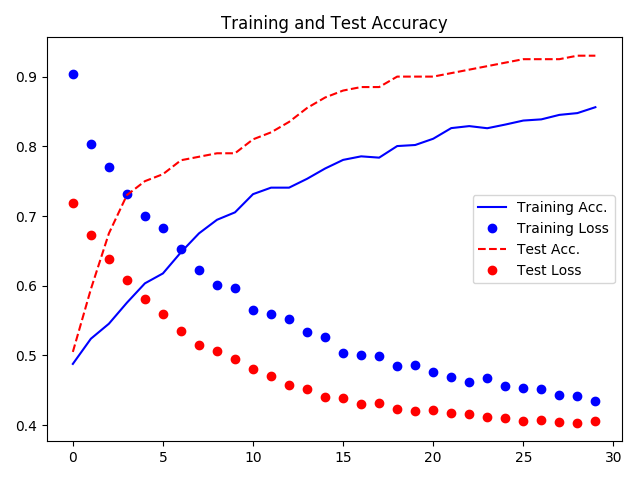 Training and Test Accuracy
0.9
0.8
0.7
0.6
0.5
0.4
Training Acc.
Training Loss
Test Acc.
Test Loss
0 5 10 15 20 25 30